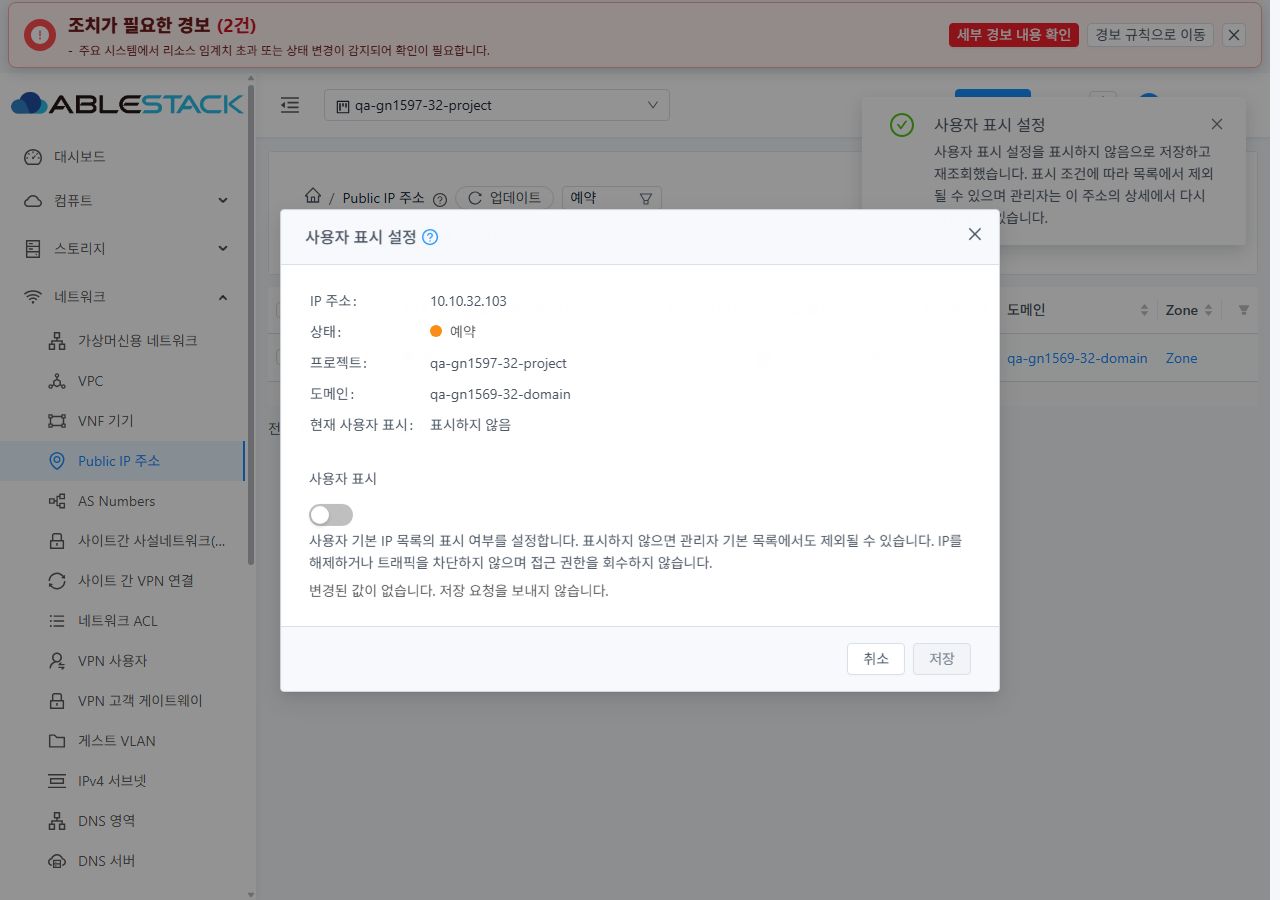 조치가 필요한 경보 (2건)
- 주요 시스템에서 리소스 임계치 초과 또는 상태 변경이 감지되어 확인이 필요합니다.
세부 경보 내용 확인
경보 규칙으로 이동
ABLESTACK
qa-gn1597-32-project
대시보드
컴퓨트
스토리지
네트워크
가상머신용 네트워크
VPC
VNF 기기
Public IP 주소
AS Numbers
사이트간 사설네트워크(...
사이트 간 VPN 연결
네트워크 ACL
VPN 사용자
VPN 고객 게이트웨이
게스트 VLAN
IPv4 서브넷
DNS 영역
DNS 서버
/ Public IP 주소
업데이트
예약
사용자 표시 설정
사용자 표시 설정을 표시하지 않음으로 저장하고
재조회했습니다. 표시 조건에 따라 목록에서 제외
될 수 있으며 관리자는 이 주소의 상세에서 다시
있습니다.
도메인
Zone
qa-gn1569-32-domain
Zone
전
사용자 표시 설정
IP 주소:
10.10.32.103
상태:
예약
프로젝트:
qa-gn1597-32-project
도메인:
qa-gn1569-32-domain
현재 사용자 표시:
표시하지 않음
사용자 표시
사용자 기본 IP 목록의 표시 여부를 설정합니다. 표시하지 않으면 관리자 기본 목록에서도 제외될 수 있습니다. IP를
해제하거나 트래픽을 차단하지 않으며 접근 권한을 회수하지 않습니다.
변경된 값이 없습니다. 저장 요청을 보내지 않습니다.
취소
저장